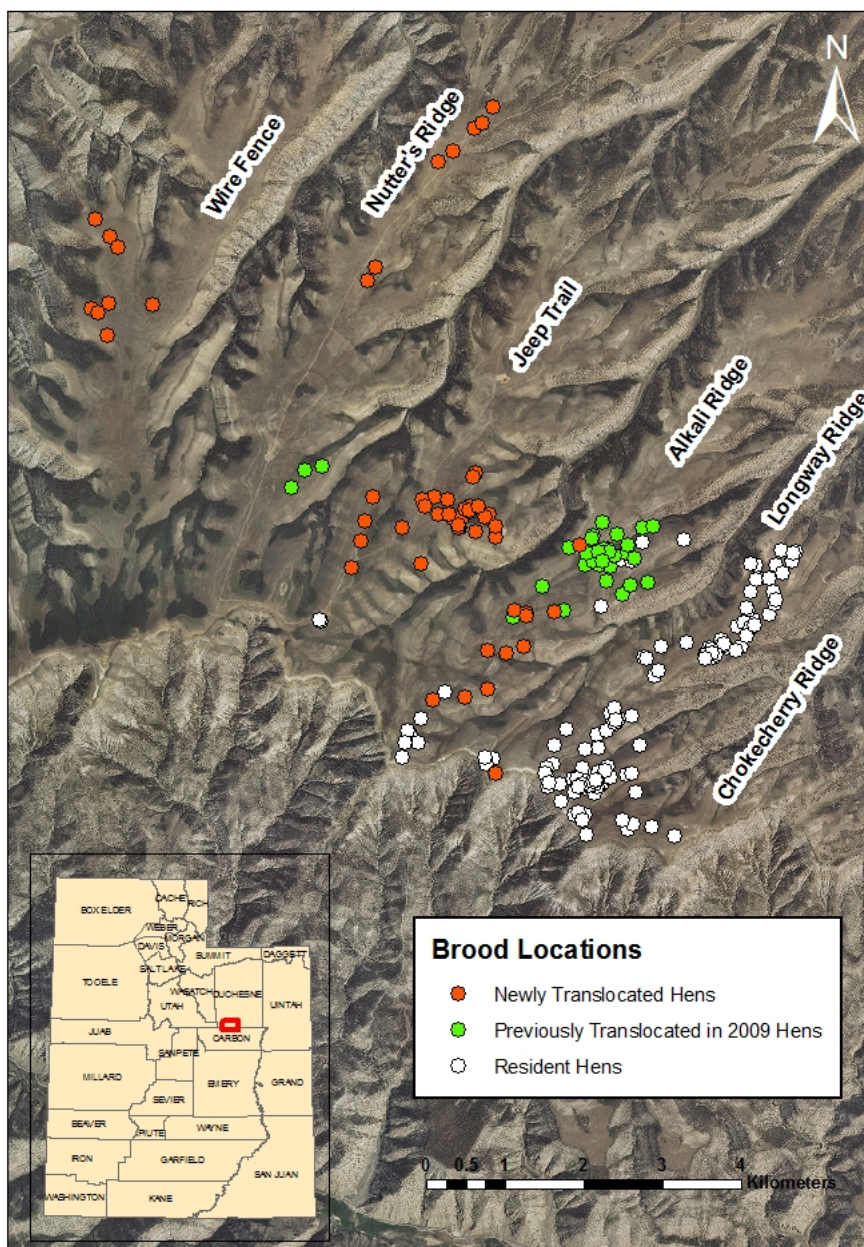 N
Wire Fence
Nutter's Ridge
Jeep Trail
Alkali Ridge
Longway Ridge
Chokecherry Ridge
BOX ELDER
CACHE
RICH
WEBER
MORGAN
DAVIS
SUMMIT
DAGGETT
TOOELE
SALT LAKE
WASATCH
DUCHESNE
UTAH
UINTAH
JUAB
CARBON
SANPETE
MILLARD
EMERY
GRAND
SEVIER
BEAVER
PIUTE
WAYNE
IRON
GARFIELD
SAN JUAN
WASHINGTON
KANE
Brood Locations
Newly Translocated Hens
Previously Translocated in 2009 Hens
Resident Hens
0 0.5 1 2 3 4
Kilometers